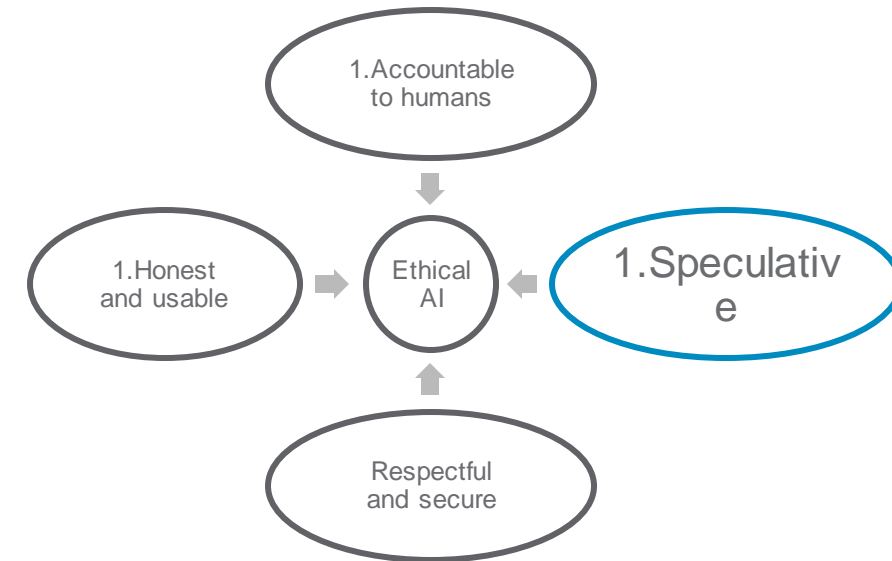 1.Accountable
to humans
1.Honest
and usable
Ethical
AI
1.Speculativ
e
Respectful
and secure